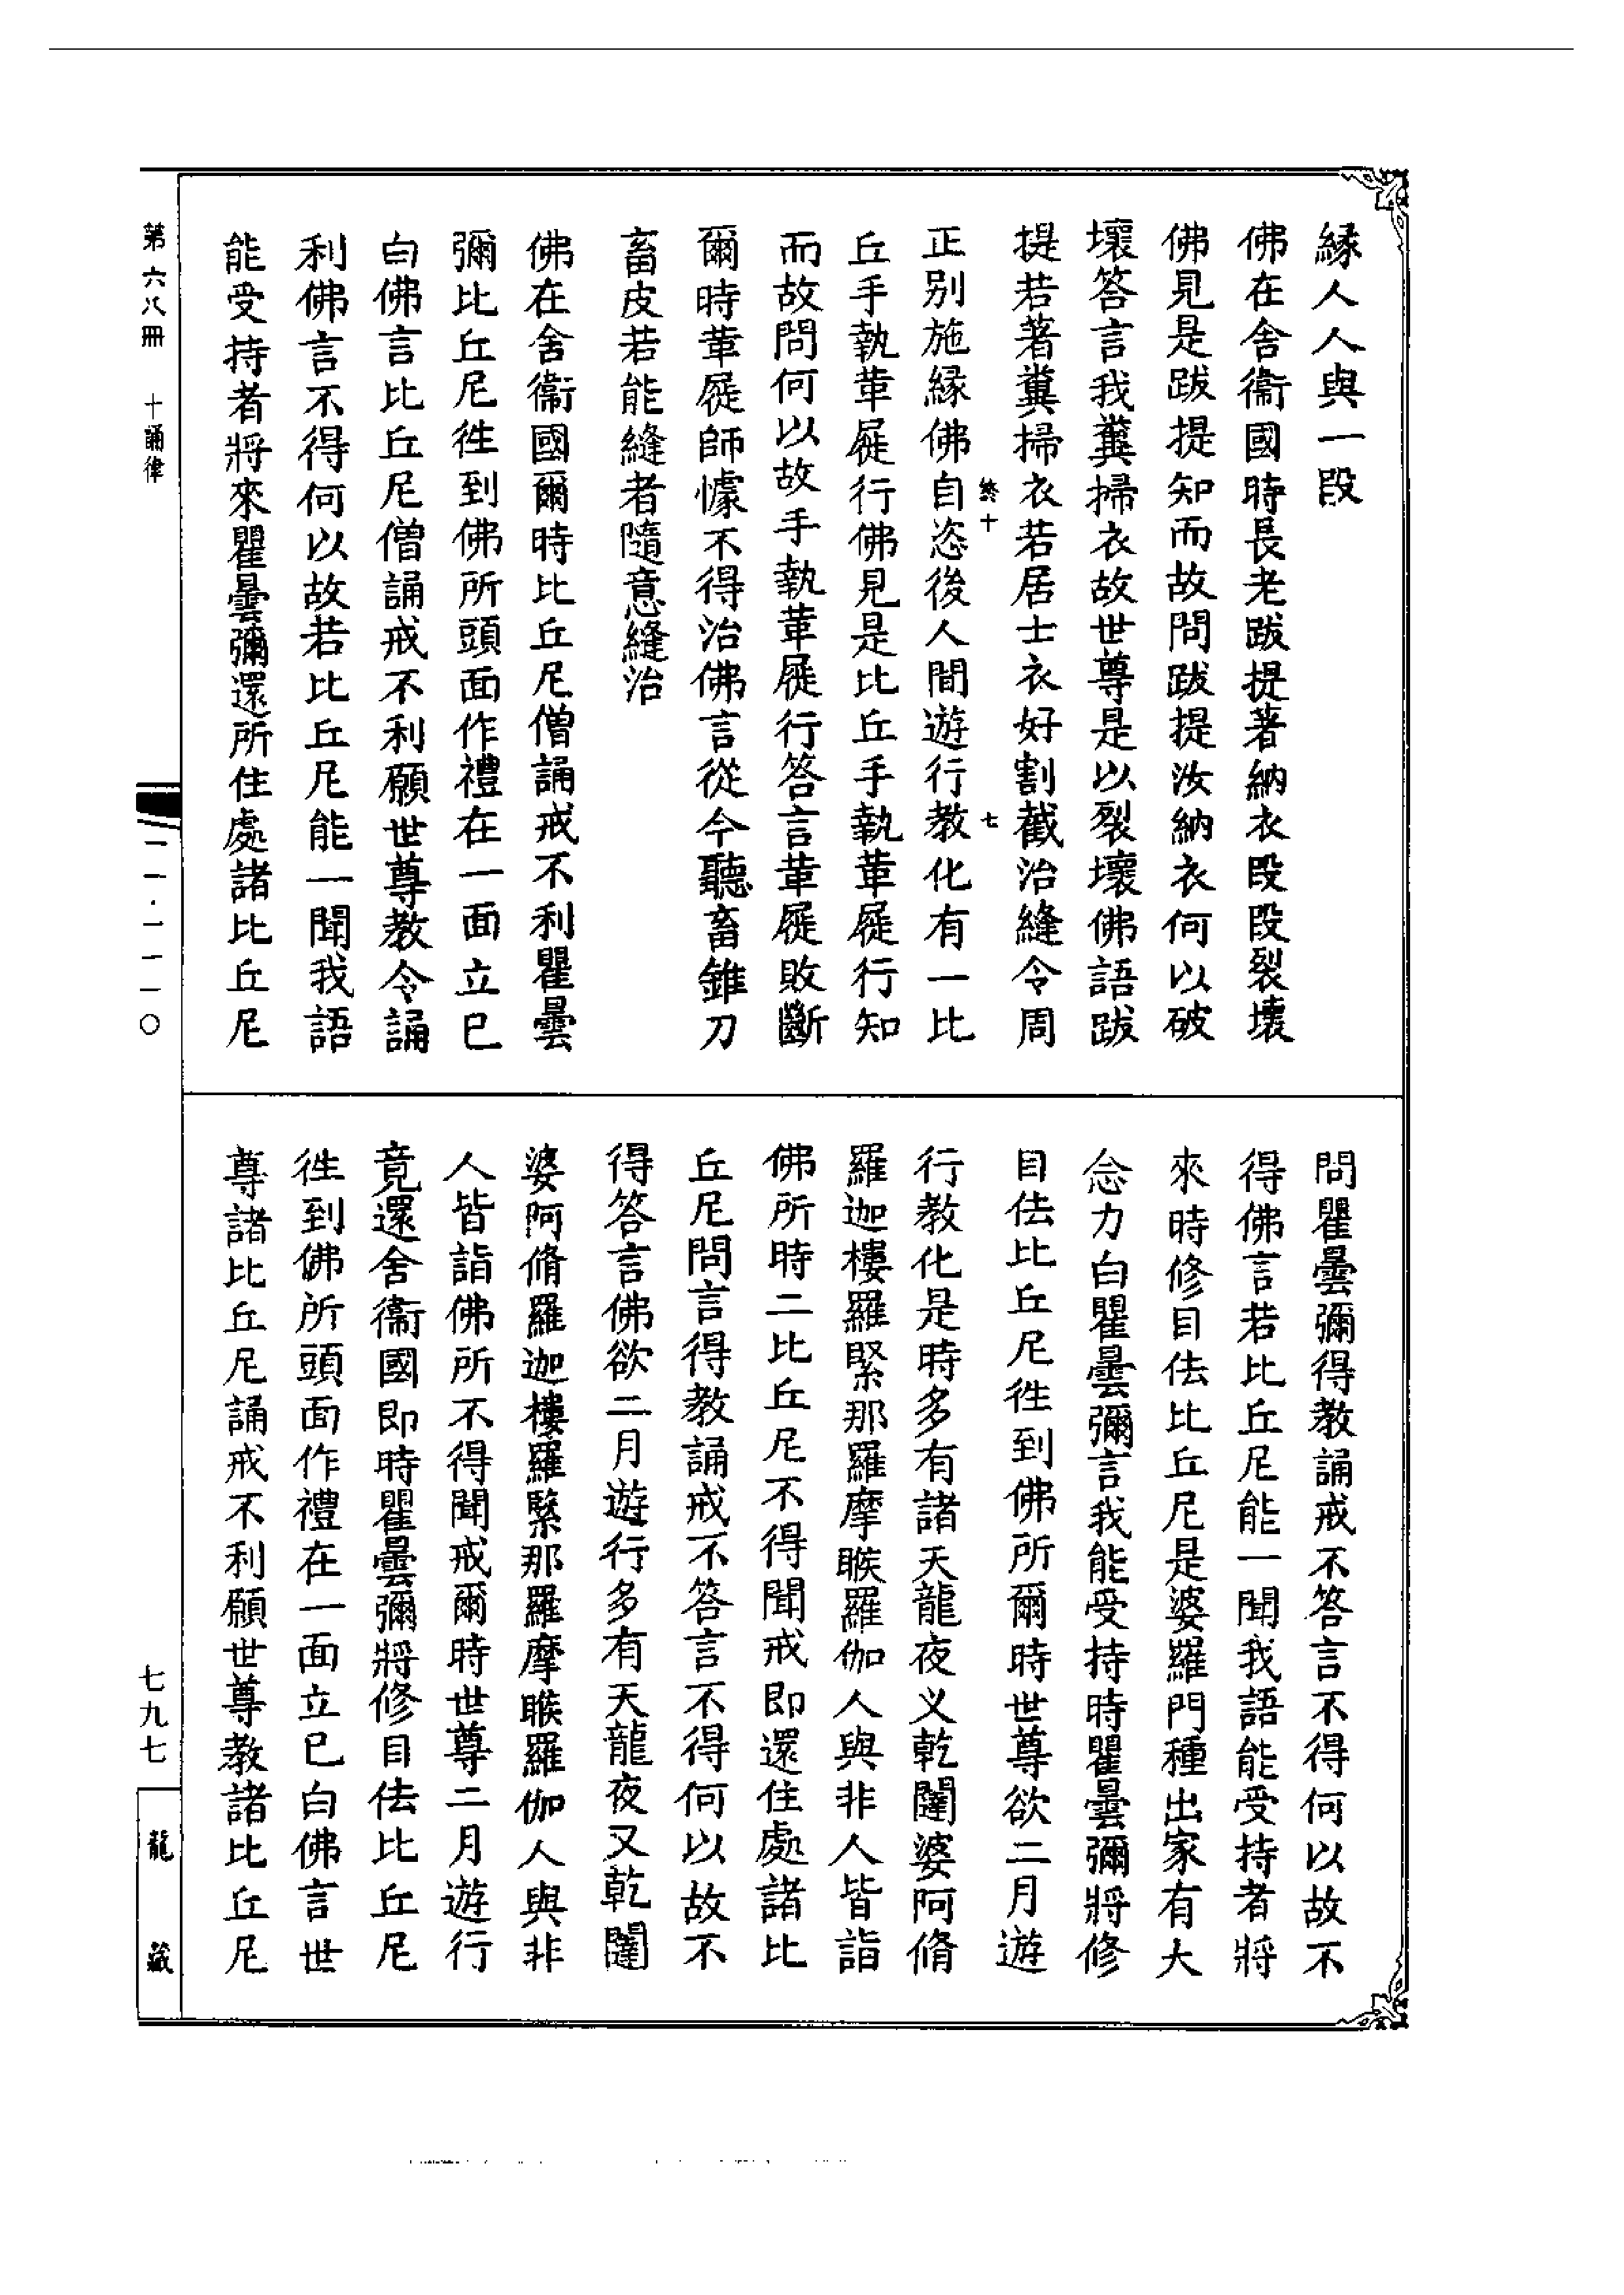 縁人人與一段
佛在舍衞國時長老跋提著納衣段段裂壞
佛見是跋提知而故問跋提汝納衣何以破
壞答言我糞掃衣故世尊是以裂壞佛語跋
提若著糞掃衣若居士衣好割截治縫令周
終十 七
正別施縁佛自恣後人間遊行教化有一比
丘手執革屣行佛見是比丘手執革屣行知
而故問何以故手執革屣行答言革屣敗斷
爾時革屣師懅不得治佛言從今聽畜錐刀
畜皮若能縫者隨意縫治
佛在舍衞國爾時比丘尼僧誦戒不利瞿曇
彌比丘尼徃到佛所頭面作禮在一面立已
白佛言比丘尼僧誦戒不利願世尊教令誦
利佛言不得何以故若比丘尼能一聞我語
能受持者將來瞿曇彌還所住處諸比丘尼
問瞿曇彌得教誦戒不答言不得何以故不
得佛言若比丘尼能一聞我語能受持者將
來時修目佉比丘尼是婆羅門種出家有大
念力白瞿曇彌言我能受持時瞿曇彌將修
目佉比丘尼徃到佛所爾時世尊欲二月遊
行教化是時多有諸天龍夜义乾闥婆阿脩
羅迦樓羅緊那羅摩睺羅伽人與非人皆詣
佛所時二比丘尼不得聞戒即還住處諸比
丘尼問言得教誦戒不答言不得何以故不
得答言佛欲二月遊行多有天龍夜又乾闥
婆阿脩羅迦樓羅緊那羅摩睺羅伽人與非
人皆詣佛所不得聞戒爾時世尊二月遊行
竟還舍衞國即時瞿曇彌將修目佉比丘尼
徃到佛所頭面作禮在一面立已白佛言世
尊諸比丘尼誦戒不利願世尊教諸比丘尼
第六八冊 十誦律
二一·二二一〇
七九七
龍藏